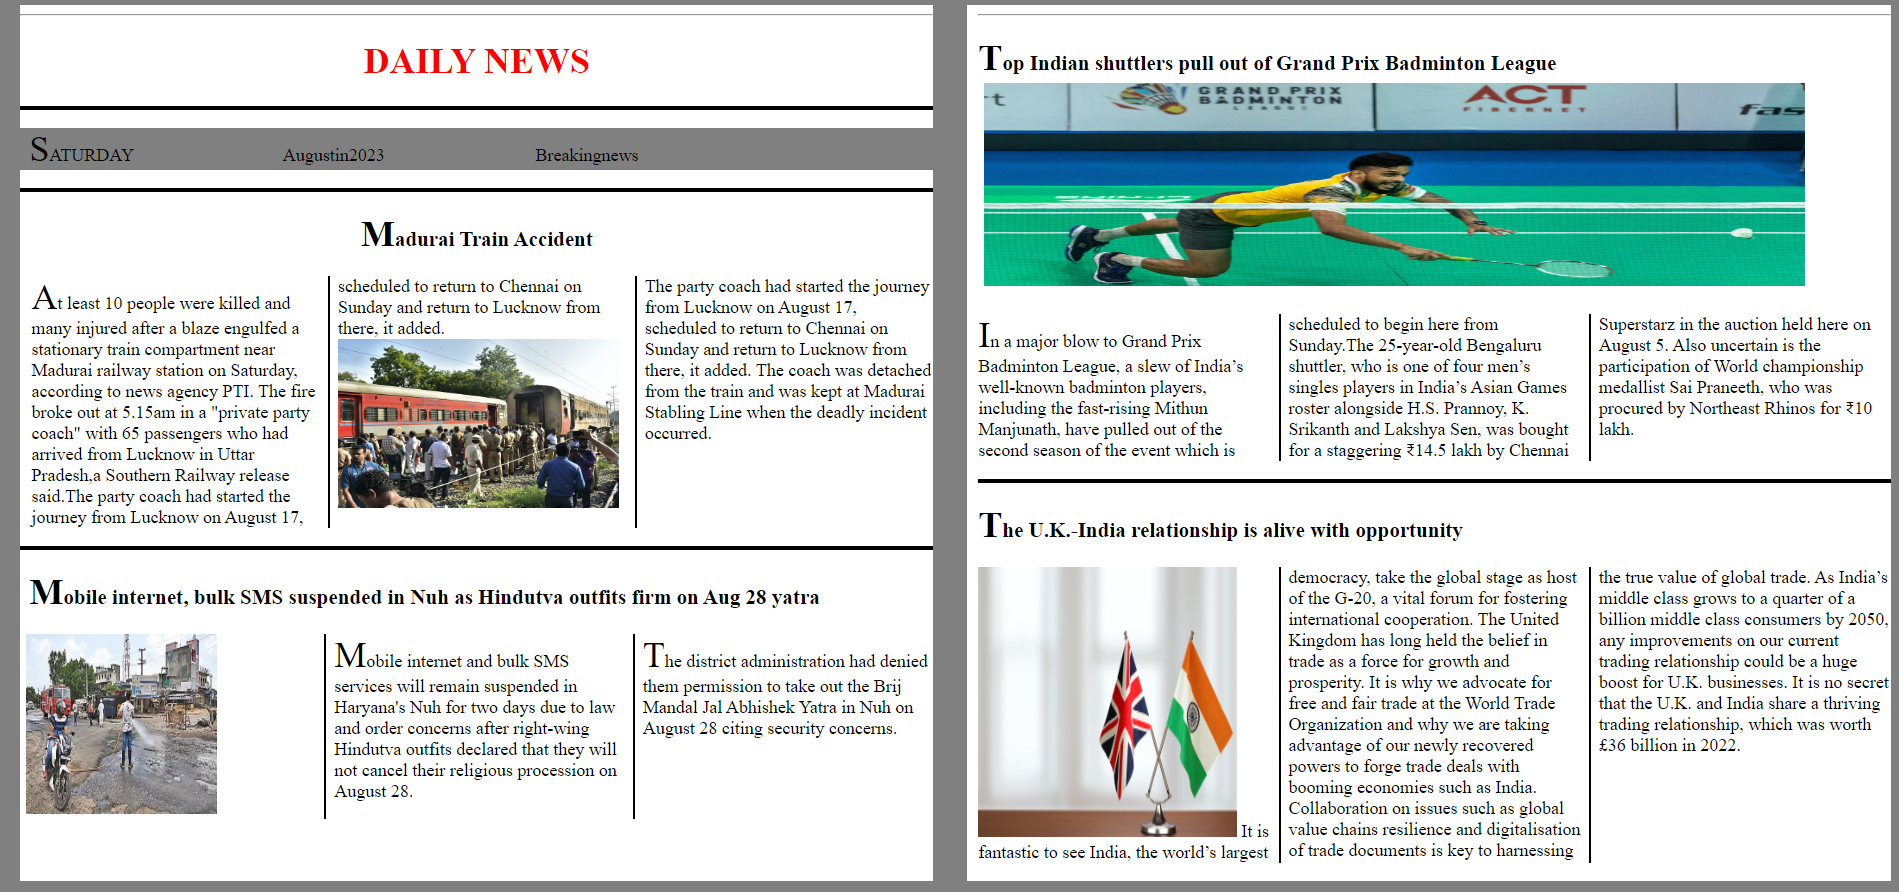 DAILY NEWS
SATURDAY Augustin2023 Breakingnews
Madurai Train Accident
At least 10 people were killed and
many injured after a blaze engulfed a
stationary train compartment near
Madurai railway station on Saturday,
according to news agency PTI. The fire
broke out at 5.15am in a "private party
coach" with 65 passengers who had
arrived from Lucknow in Uttar
Pradesh,a Southern Railway release
said.The party coach had started the
journey from Lucknow on August 17,
scheduled to return to Chennai on
Sunday and return to Lucknow from
there, it added.
The party coach had started the journey
from Lucknow on August 17,
scheduled to return to Chennai on
Sunday and return to Lucknow from
there, it added. The coach was detached
from the train and was kept at Madurai
Stabling Line when the deadly incident
occurred.
Mobile internet, bulk SMS suspended in Nuh as Hindutva outfits firm on Aug 28 yatra
Mobile internet and bulk SMS
services will remain suspended in
Haryana's Nuh for two days due to law
and order concerns after right-wing
Hindutva outfits declared that they will
not cancel their religious procession on
August 28.
The district administration had denied
them permission to take out the Brij
Mandal Jal Abhishek Yatra in Nuh on
August 28 citing security concerns.
Top Indian shuttlers pull out of Grand Prix Badminton League
GRAND PRIX
BADMINTON
LEAGUE
ACT
FIBERNET
In a major blow to Grand Prix
Badminton League, a slew of India’s
well-known badminton players,
including the fast-rising Mithun
Manjunath, have pulled out of the
second season of the event which is
scheduled to begin here from
Sunday.The 25-year-old Bengaluru
shuttler, who is one of four men’s
singles players in India’s Asian Games
roster alongside H.S. Prannoy, K.
Srikanth and Lakshya Sen, was bought
for a staggering ₹14.5 lakh by Chennai
Superstarz in the auction held here on
August 5. Also uncertain is the
participation of World championship
medallist Sai Praneeth, who was
procured by Northeast Rhinos for ₹10
lakh.
The U.K.-India relationship is alive with opportunity
It is
fantastic to see India, the world’s largest
democracy, take the global stage as host
of the G-20, a vital forum for fostering
international cooperation. The United
Kingdom has long held the belief in
trade as a force for growth and
prosperity. It is why we advocate for
free and fair trade at the World Trade
Organization and why we are taking
advantage of our newly recovered
powers to forge trade deals with
booming economies such as India.
Collaboration on issues such as global
value chains resilience and digitalisation
of trade documents is key to harnessing
the true value of global trade. As India’s
middle class grows to a quarter of a
billion middle class consumers by 2050,
any improvements on our current
trading relationship could be a huge
boost for U.K. businesses. It is no secret
that the U.K. and India share a thriving
trading relationship, which was worth
£36 billion in 2022.